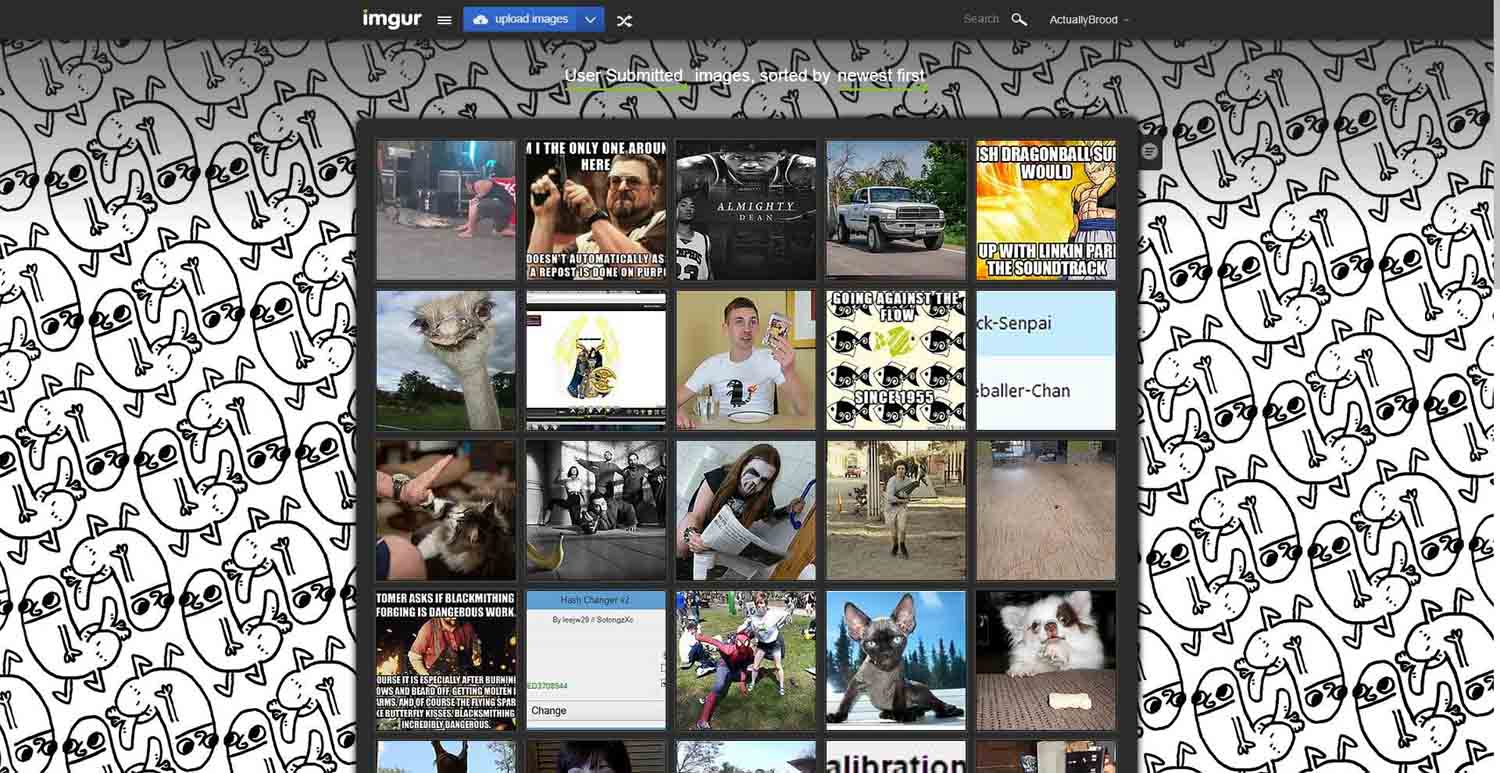 imgur
upload images
Search
ActuallyBrood
User Submitted images, sorted by newest first
M I THE ONLY ONE AROUN
HERE
DOESN'T AUTOMATICALLY AS
A REPOST IS DONE ON PURP
ALMIGHTY
DEAN
ISH DRAGONBALL SU
WOULD
UP WITH LINKIN PAR
THE SOUNDTRACK
GOING AGAINST THE
FLOW
SINCE 1955
ck-Senpai
eballer-Chan
TOMER ASKS IF BLACKMITHING
FORGING IS DANGEROUS WORK.
OURSE IT IS ESPECIALLY AFTER BURNIN
OWS AND BEARD OFF, GETTING MOLTEN
ARMS, AND OF COURSE THE FLYING SPAR
KE BUTTERFLY KISSES. BLACKSMITHING
INCREDIBLY DANGEROUS.
Hash Changer v2
By leejw29 // SotongzXc
ED3708544
Change
alibration